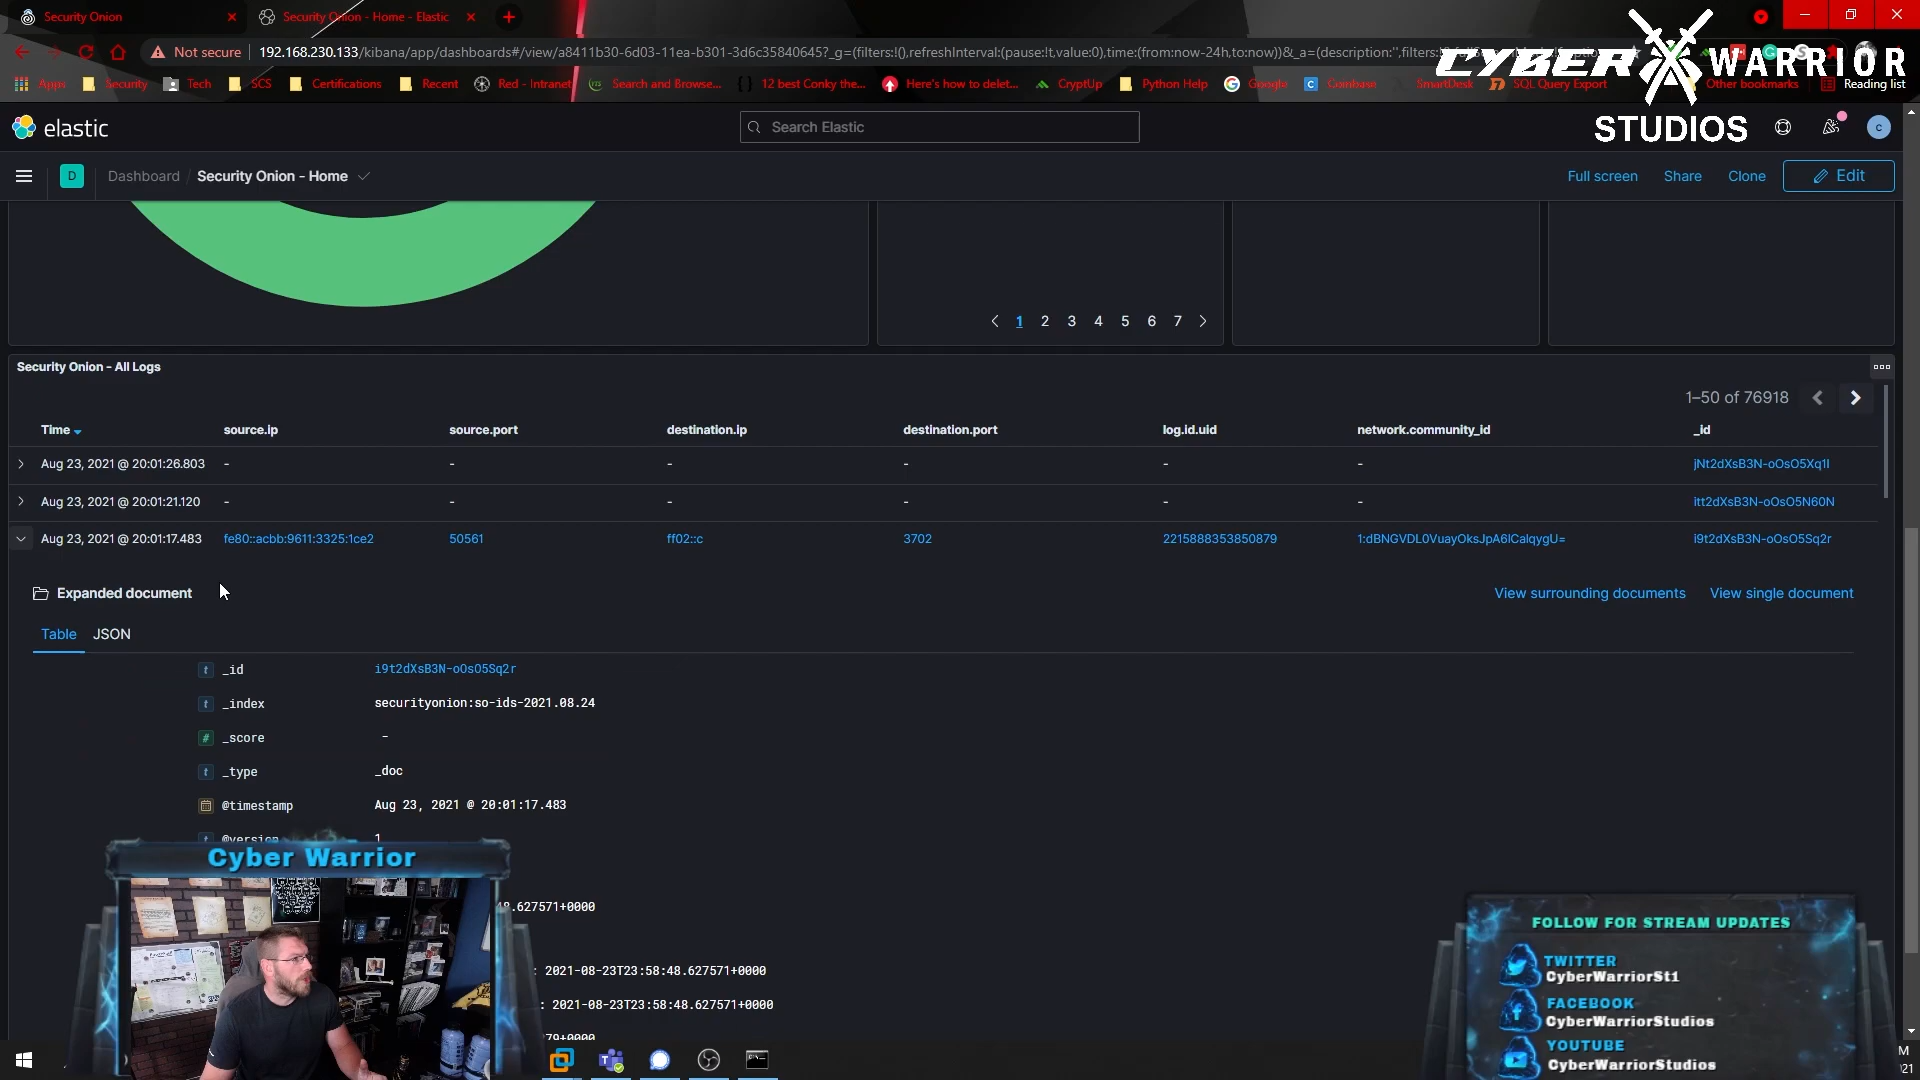 Security Onion
Security Onion - Home - Elastic
Not secure
192.168.230.133/kibana/app/dashboards#/view/a8411b30-6d03-11ea-b301-3d6c35840645?_g=(filters:!(),refreshInterval:(pause:!t,value:0),time:(from:now-24h,to:now))&_a=(description:'',filters:
CYBER WARRIOR
STUDIOS
Apps
Security
Tech
SCS
Certifications
Recent
Red - Intranet
Search and Browse...
12 best Conky the...
Here's how to delet...
CryptUp
Python Help
Google
Coinbase
SmartDesk
SQL Query Export
Other bookmarks
Reading list
elastic
Search Elastic
c
D
Dashboard / Security Onion - Home
Full screen
Share
Clone
Edit
1 2 3 4 5 6 7
Security Onion - All Logs
1–50 of 76918
Time source.ip source.port destination.ip destination.port log.id.uid network.community_id _id
Aug 23, 2021 @ 20:01:26.803 - - - - - - jNt2dXsB3N-oOsO5Xq1I
Aug 23, 2021 @ 20:01:21.120 - - - - - - itt2dXsB3N-oOsO5N60N
Aug 23, 2021 @ 20:01:17.483 fe80::acbb:9611:3325:1ce2 50561 ff02::c 3702 2215888353850879 1:dBNGVDL0VuayOksJpA6lCalqygU= i9t2dXsB3N-oOsO5Sq2r
Expanded document
View surrounding documents
View single document
Table JSON
t _id i9t2dXsB3N-oOsO5Sq2r
t _index securityonion:so-ids-2021.08.24
# _score -
t _type _doc
@timestamp Aug 23, 2021 @ 20:01:17.483
t @version 1
48.627571+0000
: 2021-08-23T23:58:48.627571+0000
: 2021-08-23T23:58:48.627571+0000
79+0000
Cyber Warrior
FOLLOW FOR STREAM UPDATES
TWITTER
CyberWarriorSt1
FACEBOOK
CyberWarriorStudios
YOUTUBE
CyberWarriorStudios